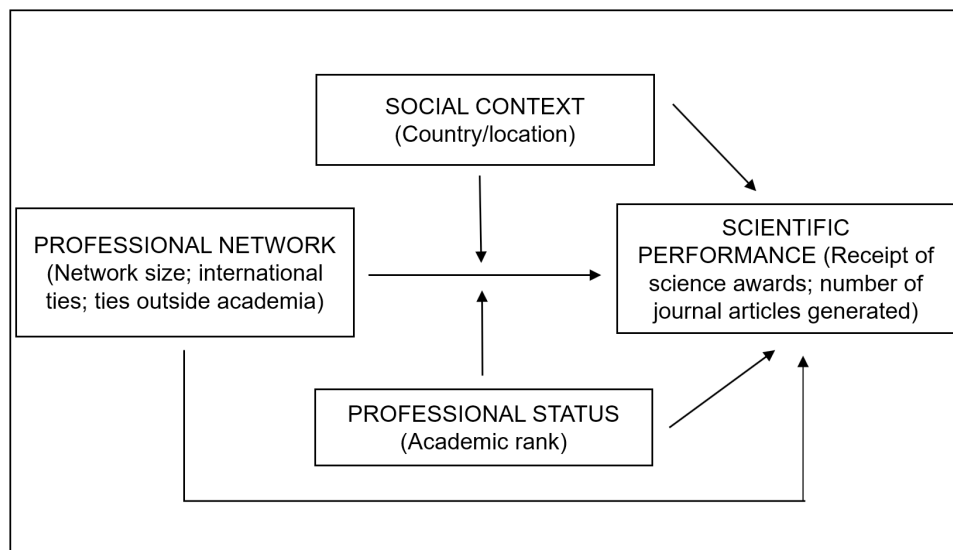 SOCIAL CONTEXT
(Country/location)
PROFESSIONAL NETWORK
(Network size; international
ties; ties outside academia)
SCIENTIFIC
PERFORMANCE (Receipt of
science awards; number of
journal articles generated)
PROFESSIONAL STATUS
(Academic rank)